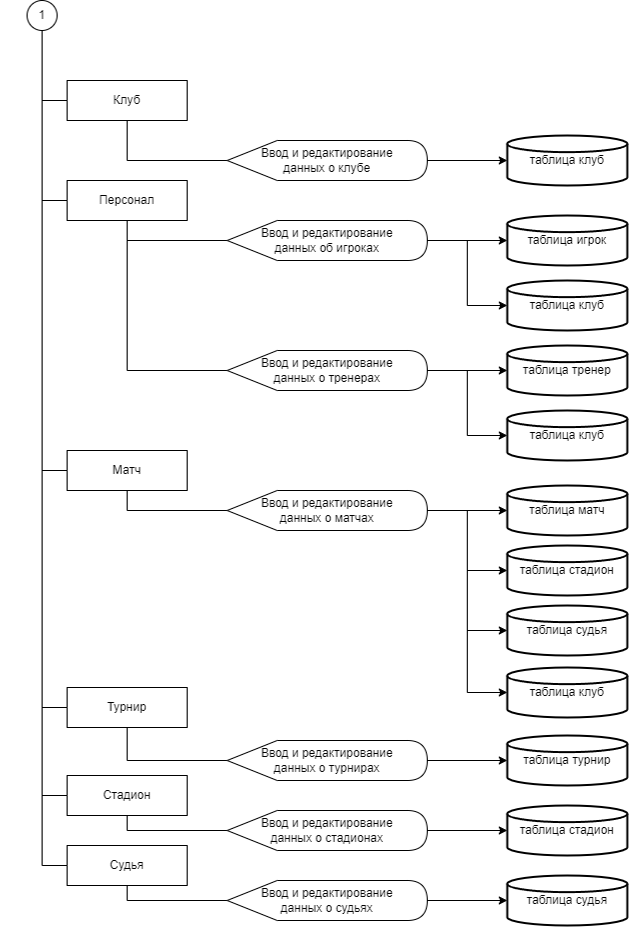 1
Клуб
Ввод и редактирование
данных о клубе
таблица клуб
Персонал
Ввод и редактирование
данных об игроках
таблица игрок
таблица клуб
Ввод и редактирование
данных о тренерах
таблица тренер
таблица клуб
Матч
Ввод и редактирование
данных о матчах
таблица матч
таблица стадион
таблица судья
таблица клуб
Турнир
Ввод и редактирование
данных о турнирах
таблица турнир
Стадион
Ввод и редактирование
данных о стадионах
таблица стадион
Судья
Ввод и редактирование
данных о судьях
таблица судья